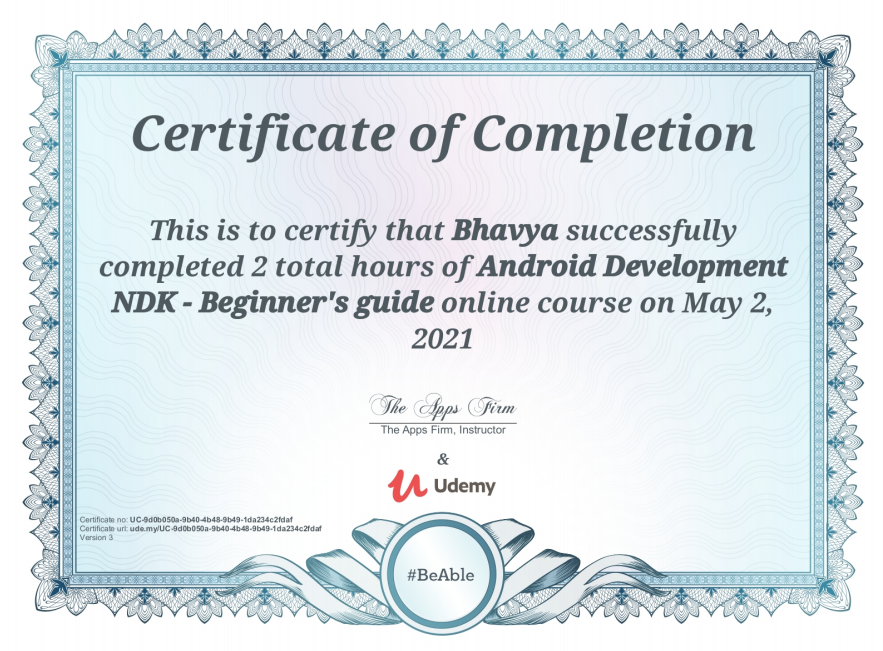 Certificate of Completion
This is to certify that Bhavya successfully
completed 2 total hours of Android Development
NDK - Beginner's guide online course on May 2,
2021
The Apps Firm
The Apps Firm, Instructor
&
Udemy
Certificate no: UC-9d0b050a-9b40-4b48-9b49-1da234c2fdaf
Certificate url: ude.my/UC-9d0b050a-9b40-4b48-9b49-1da234c2fdaf
Version 3
#BeAble